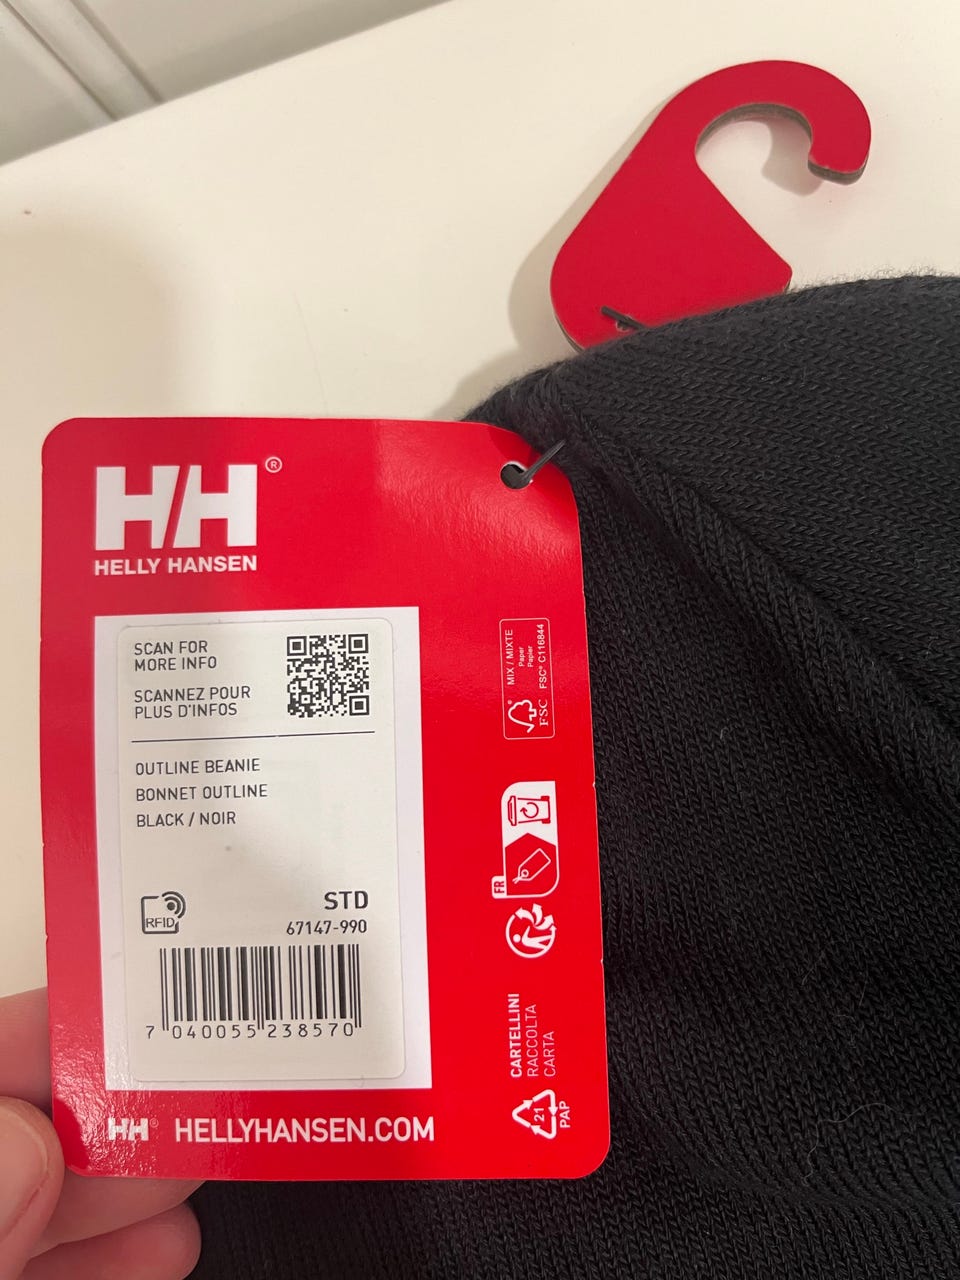 HH®
HELLY HANSEN
SCAN FOR
MORE INFO
SCANNEZ POUR
PLUS D'INFOS
OUTLINE BEANIE
BONNET OUTLINE
BLACK / NOIR
RFID
STD
67147-990
7 040055 238570
HH® HELLYHANSEN.COM
MIX / MIXTE
Paper
Papier
FSC® C116844
FSC
FR
CARTELLINI
RACCOLTA
CARTA
21
PAP